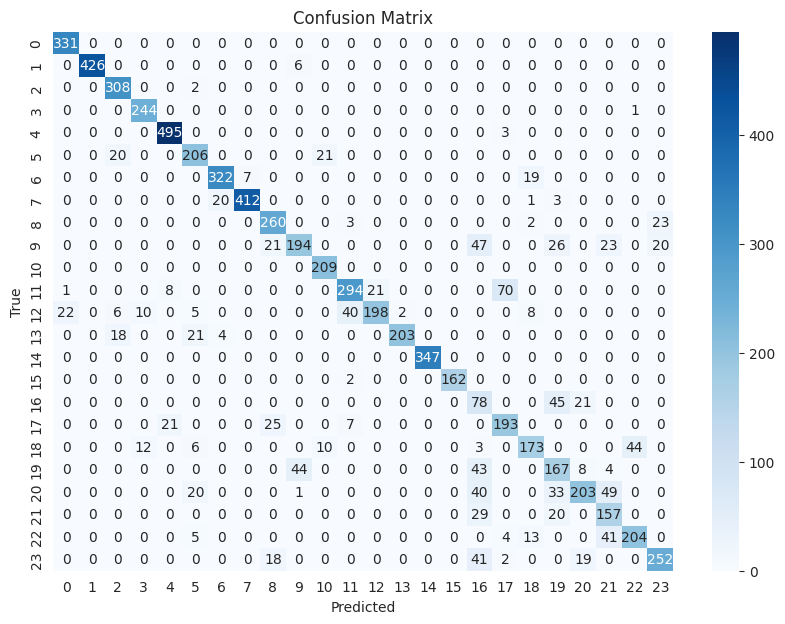 Confusion Matrix
True
0 331 0 0 0 0 0 0 0 0 0 0 0 0 0 0 0 0 0 0 0 0 0 0 0
1 0 426 0 0 0 0 0 0 0 6 0 0 0 0 0 0 0 0 0 0 0 0 0 0
2 0 0 308 0 0 2 0 0 0 0 0 0 0 0 0 0 0 0 0 0 0 0 0 0
3 0 0 0 244 0 0 0 0 0 0 0 0 0 0 0 0 0 0 0 0 0 0 1 0
4 0 0 0 0 495 0 0 0 0 0 0 0 0 0 0 0 0 3 0 0 0 0 0 0
5 0 0 20 0 0 206 0 0 0 0 21 0 0 0 0 0 0 0 0 0 0 0 0 0
6 0 0 0 0 0 0 322 7 0 0 0 0 0 0 0 0 0 0 19 0 0 0 0 0
7 0 0 0 0 0 0 20 412 0 0 0 0 0 0 0 0 0 0 1 3 0 0 0 0
8 0 0 0 0 0 0 0 0 260 0 0 3 0 0 0 0 0 0 2 0 0 0 0 23
9 0 0 0 0 0 0 0 0 21 194 0 0 0 0 0 0 47 0 0 26 0 23 0 20
10 0 0 0 0 0 0 0 0 0 0 209 0 0 0 0 0 0 0 0 0 0 0 0 0
11 1 0 0 0 8 0 0 0 0 0 0 294 21 0 0 0 0 70 0 0 0 0 0 0
12 22 0 6 10 0 5 0 0 0 0 0 40 198 2 0 0 0 0 8 0 0 0 0 0
13 0 0 18 0 0 21 4 0 0 0 0 0 0 203 0 0 0 0 0 0 0 0 0 0
14 0 0 0 0 0 0 0 0 0 0 0 0 0 0 347 0 0 0 0 0 0 0 0 0
15 0 0 0 0 0 0 0 0 0 0 0 2 0 0 0 162 0 0 0 0 0 0 0 0
16 0 0 0 0 0 0 0 0 0 0 0 0 0 0 0 0 78 0 0 45 21 0 0 0
17 0 0 0 0 21 0 0 0 25 0 0 7 0 0 0 0 0 193 0 0 0 0 0 0
18 0 0 0 12 0 6 0 0 0 0 10 0 0 0 0 0 3 0 173 0 0 0 44 0
19 0 0 0 0 0 0 0 0 0 44 0 0 0 0 0 0 43 0 0 167 8 4 0 0
20 0 0 0 0 0 20 0 0 0 1 0 0 0 0 0 0 40 0 0 33 203 49 0 0
21 0 0 0 0 0 0 0 0 0 0 0 0 0 0 0 0 29 0 0 20 0 157 0 0
22 0 0 0 0 0 5 0 0 0 0 0 0 0 0 0 0 0 4 13 0 0 41 204 0
23 0 0 0 0 0 0 0 0 18 0 0 0 0 0 0 0 41 2 0 0 19 0 0 252
0 1 2 3 4 5 6 7 8 9 10 11 12 13 14 15 16 17 18 19 20 21 22 23
Predicted
400
300
200
100
0